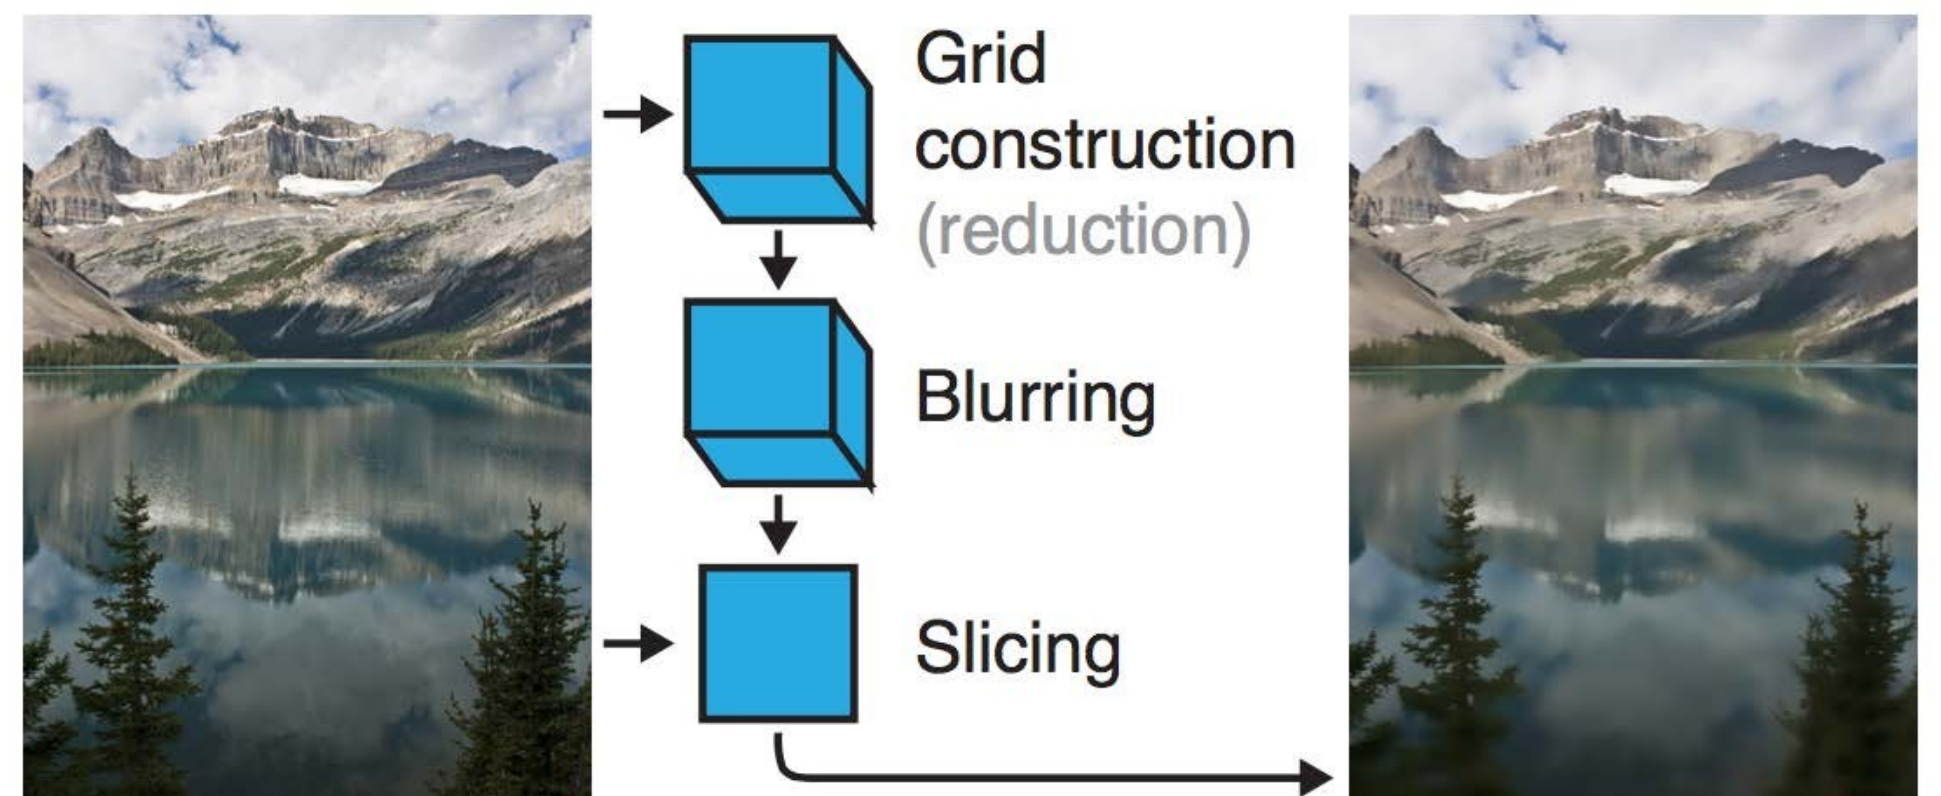 Grid
construction
(reduction)
Blurring
Slicing